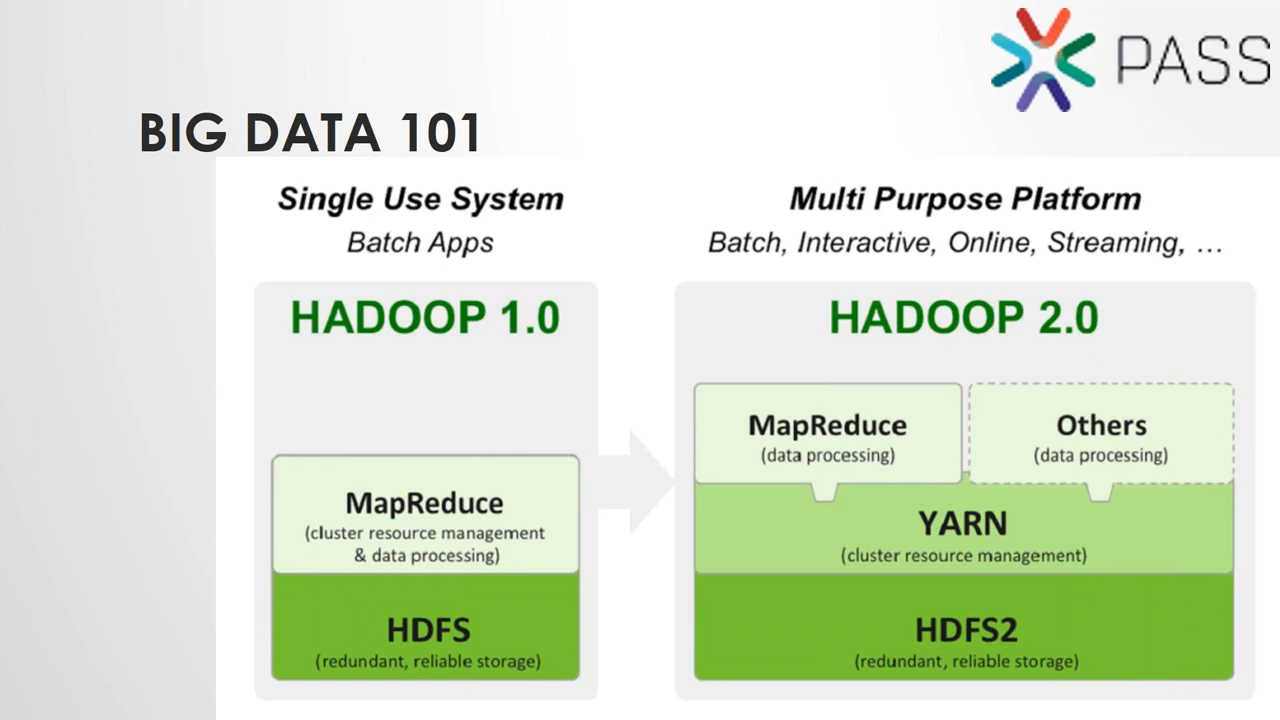 PASS
BIG DATA 101
Single Use System
Batch Apps
HADOOP 1.0
MapReduce
(cluster resource management
& data processing)
HDFS
(redundant, reliable storage)
Multi Purpose Platform
Batch, Interactive, Online, Streaming, …
HADOOP 2.0
MapReduce
(data processing)
Others
(data processing)
YARN
(cluster resource management)
HDFS2
(redundant, reliable storage)